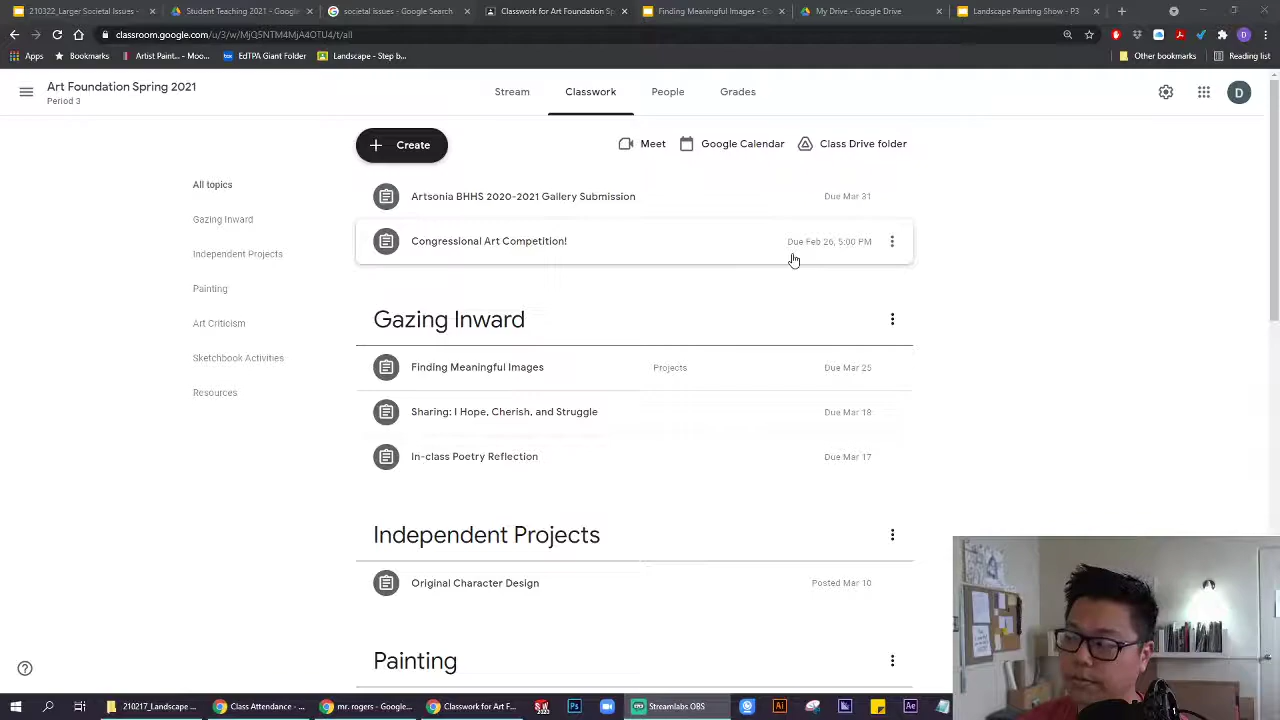 210322_Larger Societal Issues -
Student Teaching 2021 - Google
societal issues - Google Search
Classwork for Art Foundation Sp
Finding Meaningful Images - Go
My Drive - Google Drive
Landscape Painting Show - P3
classroom.google.com/u/3/w/MjQ5NTM4MjA4OTU4/t/all
Apps
Bookmark
Artist Paint...- Mo...
EdTPA Giant Folder
Landscape - Step b...
Other bookmarks
Reading list
Art Foundation Spring 2021
Period 3
Stream
Classwork
People
Grades
D
Create
Meet
Google Calendar
Class Drive folder
All topics
Gazing Inward
Independent Projects
Painting
Art Criticism
Sketchbook Activities
Resources
Artsonia BHHS 2020-2021 Gallery Submission
Due Mar 31
Congressional Art Competition!
Due Feb 26, 5:00 PM
Gazing Inward
Finding Meaningful Images
Projects
Due Mar 25
Sharing: I Hope, Cherish, and Struggle
Due Mar 18
In-class Poetry Reflection
Due Mar 17
Independent Projects
Original Character Design
Posted Mar 10
Painting
210217_Landscape ...
Class Attendance - ...
mr. rogers - Google...
Classwork for Art F...
Ps
Streamlabs OBS
Ai
Ae